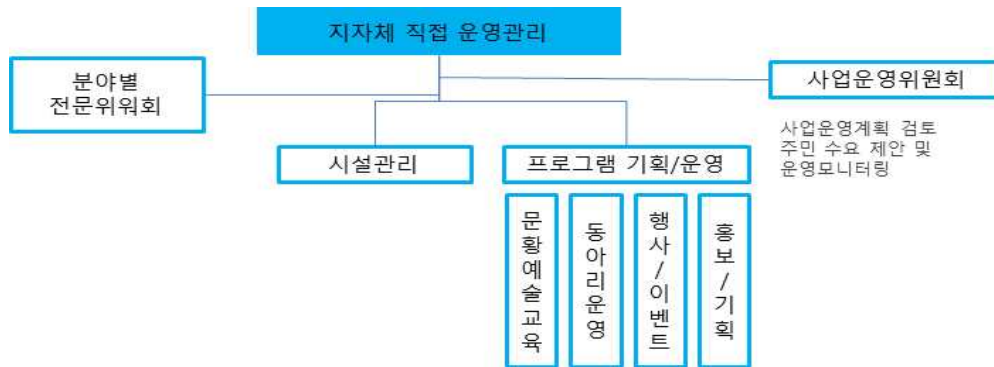 지자체 직접 운영관리
분야별
전문위워회
사업운영위원회
사업운영계획 검토
주민 수요 제안 및
운영모니터링
시설관리
프로그램 기획/운영
문황예술교육
동아리운영
행사/이벤트
홍보/기획